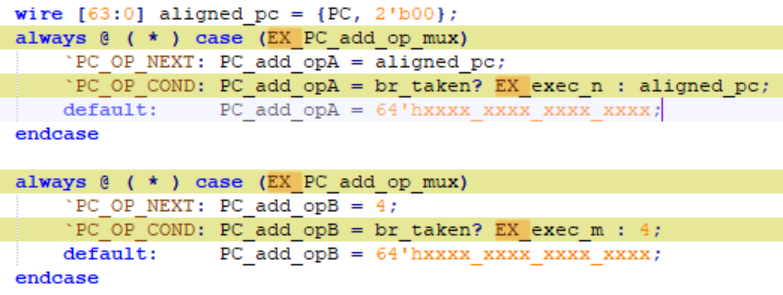 wire [63:0] aligned_pc = {PC, 2'b00};
always @ ( * ) case (EX_PC_add_op_mux)
`PC_OP_NEXT: PC_add_opA = aligned_pc;
`PC_OP_COND: PC_add_opA = br_taken? EX_exec_n : aligned_pc;
default: PC_add_opA = 64'hxxxx_xxxx_xxxx_xxxx;
endcase
always @ ( * ) case (EX_PC_add_op_mux)
`PC_OP_NEXT: PC_add_opB = 4;
`PC_OP_COND: PC_add_opB = br_taken? EX_exec_m : 4;
default: PC_add_opB = 64'hxxxx_xxxx_xxxx_xxxx;
endcase